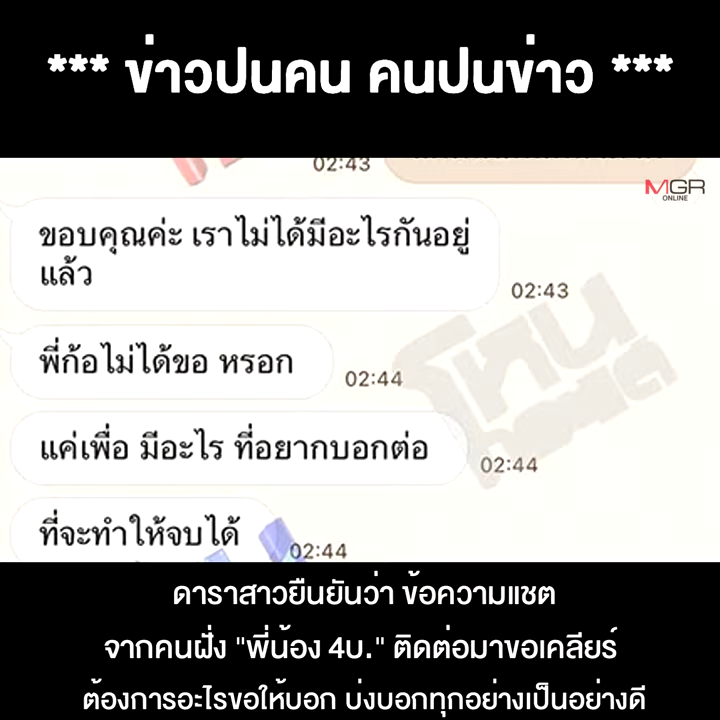 *** ข่าวปนคน คนปนข่าว ***
02:43
MGR
ONLINE
ขอบคุณค่ะ เราไม่ได้มีอะไรกันอยู่
แล้ว
02:43
พี่ก้อไม่ได้ขอ หรอก
02:44
แค่เพื่อ มีอะไร ที่อยากบอกต่อ
02:44
ที่จะทำให้จบได้
02:44
ดาราสาวยืนยันว่า ข้อความแชต
จากคนฝั่ง "พี่น้อง 4บ." ติดต่อมาขอเคลียร์
ต้องการอะไรขอให้บอก บ่งบอกทุกอย่างเป็นอย่างดี